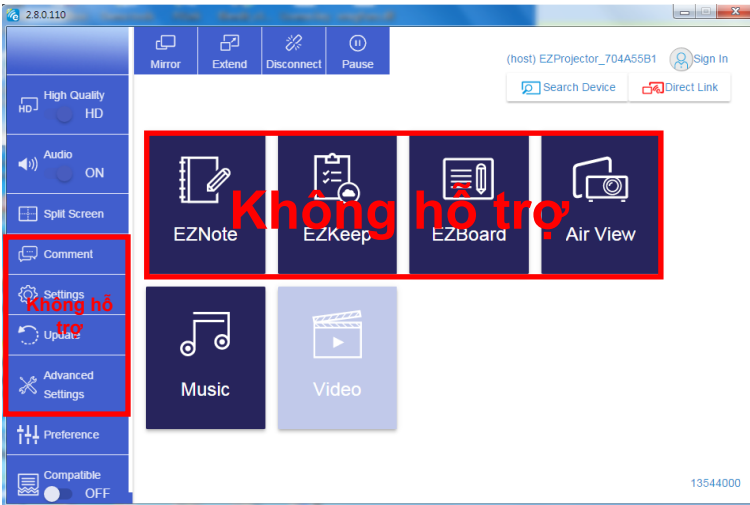 2.8.0.110
Mirror
Extend
Disconnect
Pause
(host) EZProjector_704A55B1
Sign In
Search Device
Direct Link
High Quality
HD
HD
Audio
ON
Split Screen
Comment
Settings
Update
Advanced
Settings
Preference
Compatible
OFF
Không hỗ
trợ
EZNote
EZKeep
EZBoard
Air View
Không hỗ trợ
Music
Video
13544000